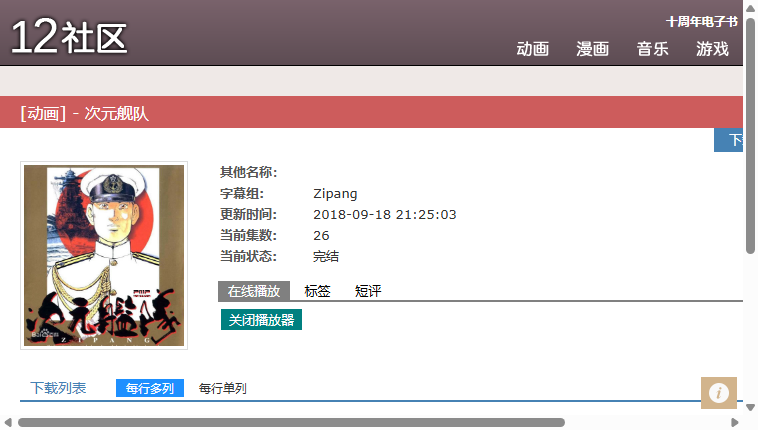 12社区
十周年电子书
动画 漫画 音乐 游戏
[动画] - 次元舰队
下
其他名称:
字幕组: Zipang
更新时间: 2018-09-18 21:25:03
当前集数: 26
当前状态: 完结
在线播放 标签 短评
关闭播放器
次元艦隊
ZIPANG
下载列表 每行多列 每行单列
i